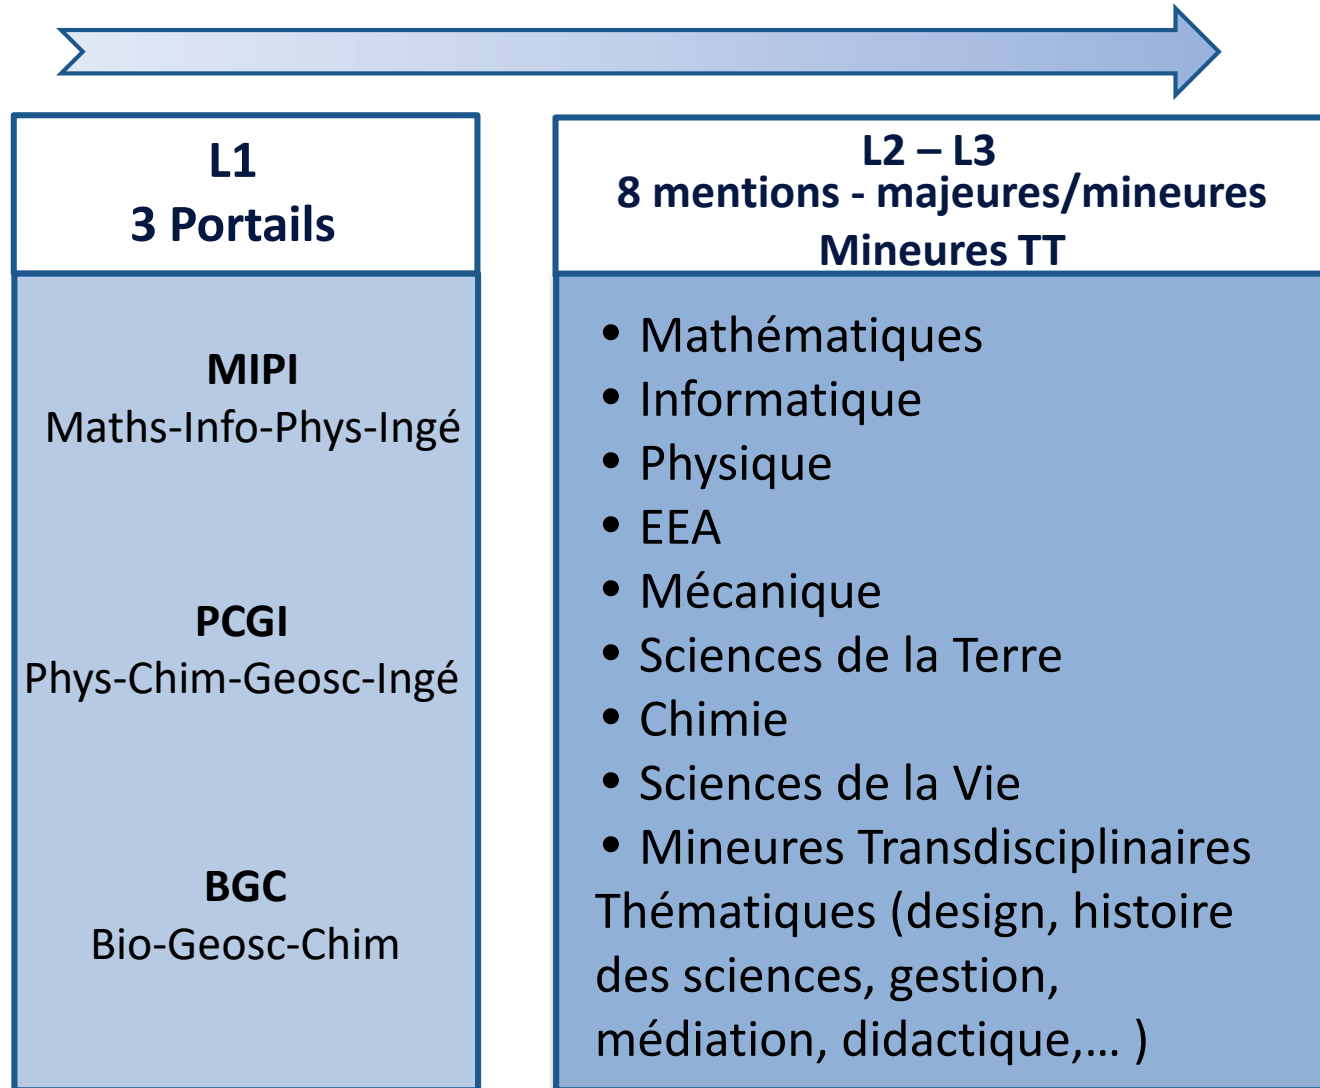 L1
3 Portails
MIPI
Maths-Info-Phys-Ingé
PCGI
Phys-Chim-Geosc-Ingé
BGC
Bio-Geosc-Chim
L2 – L3
8 mentions - majeures/mineures
Mineures TT
• Mathématiques
• Informatique
• Physique
• EEA
• Mécanique
• Sciences de la Terre
• Chimie
• Sciences de la Vie
• Mineures Transdisciplinaires
Thématiques (design, histoire
des sciences, gestion,
médiation, didactique,... )